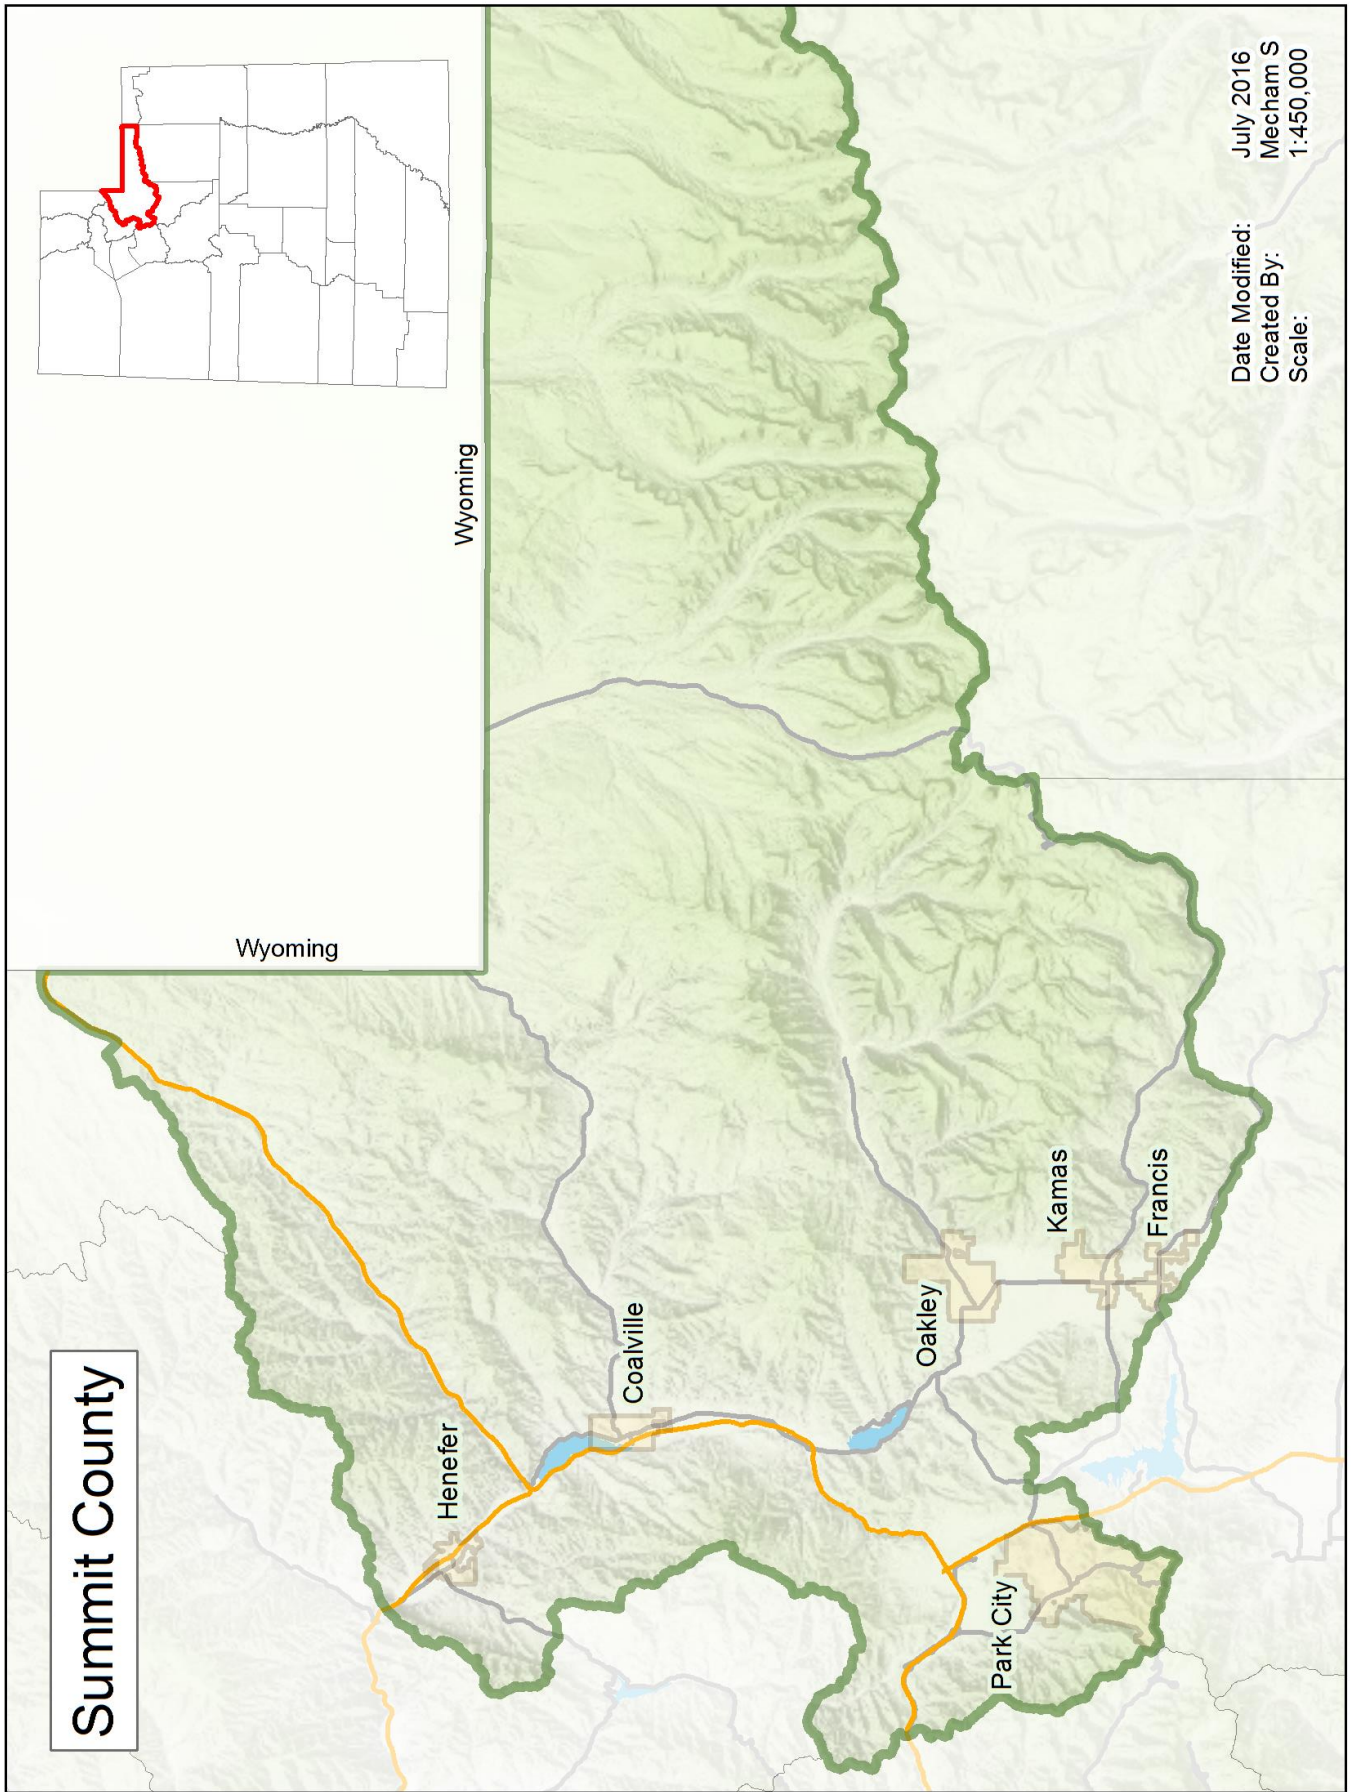 Summit County
Wyoming
Wyoming
Henefer
Coalville
Oakley
Kamas
Park City
Francis
Date Modified: July 2016
Created By: Mecham S
Scale: 1:450,000